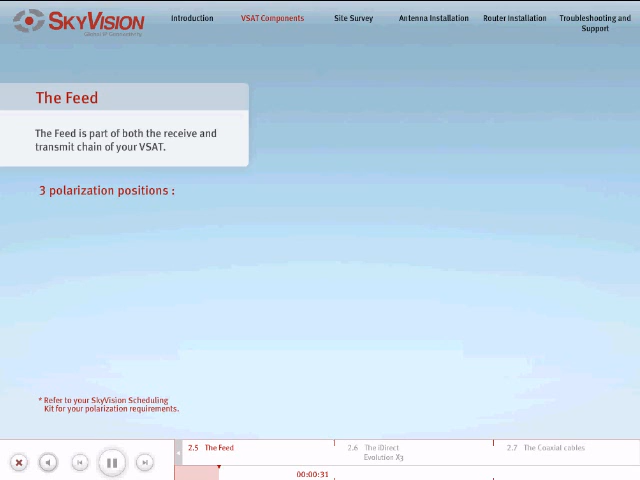 SKYVISION
Global IP Connectivity
Introduction
VSAT Components
Site Survey
Antenna Installation
Router Installation
Troubleshooting and
Support
The Feed
The Feed is part of both the receive and
transmit chain of your VSAT.
3 polarization positions :
* Refer to your SkyVision Scheduling
Kit for your polarization requirements.
2.5 The Feed
2.6 The iDirect
Evolution X3
2.7 The Coaxial cables
00:00:31